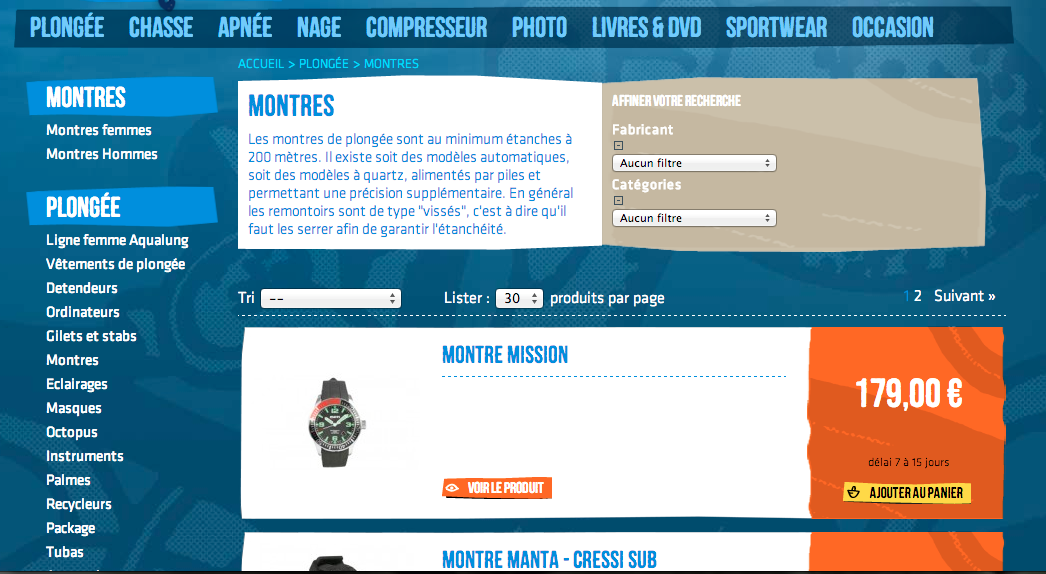 PLONGÉE CHASSE APNÉE NAGE COMPRESSEUR PHOTO LIVRES & DVD SPORTWEAR OCCASION
ACCUEIL > PLONGÉE > MONTRES
MONTRES
Montres femmes
Montres Hommes
PLONGÉE
Ligne femme Aqualung
Vêtements de plongée
Detendeurs
Ordinateurs
Gilets et stabs
Montres
Eclairages
Masques
Octopus
Instruments
Palmes
Recycleurs
Package
Tubas
MONTRES
Les montres de plongée sont au minimum étanches à
200 mètres. Il existe soit des modèles automatiques,
soit des modèles à quartz, alimentés par piles et
permettant une précision supplémentaire. En général
les remontoirs sont de type "vissés", c'est à dire qu'il
faut les serrer afin de garantir l'étanchéité.
AFFINER VOTRE RECHERCHE
Fabricant
Aucun filtre
Catégories
Aucun filtre
Tri --
Lister : 30 produits par page
1 2 Suivant »
MONTRE MISSION
VOIR LE PRODUIT
179,00 €
délai 7 à 15 jours
AJOUTER AU PANIER
MONTRE MANTA - CRESSI SUB